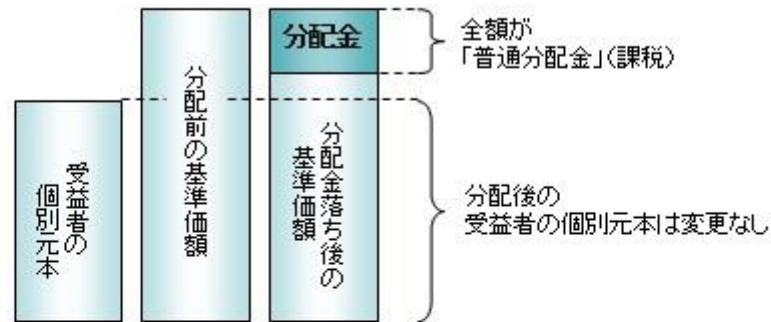 受益者の
個別元本
分配前の基準価額
分配金
分配金落ち後の
基準価額
全額が
「普通分配金」(課税)
分配後の
受益者の個別元本は変更なし